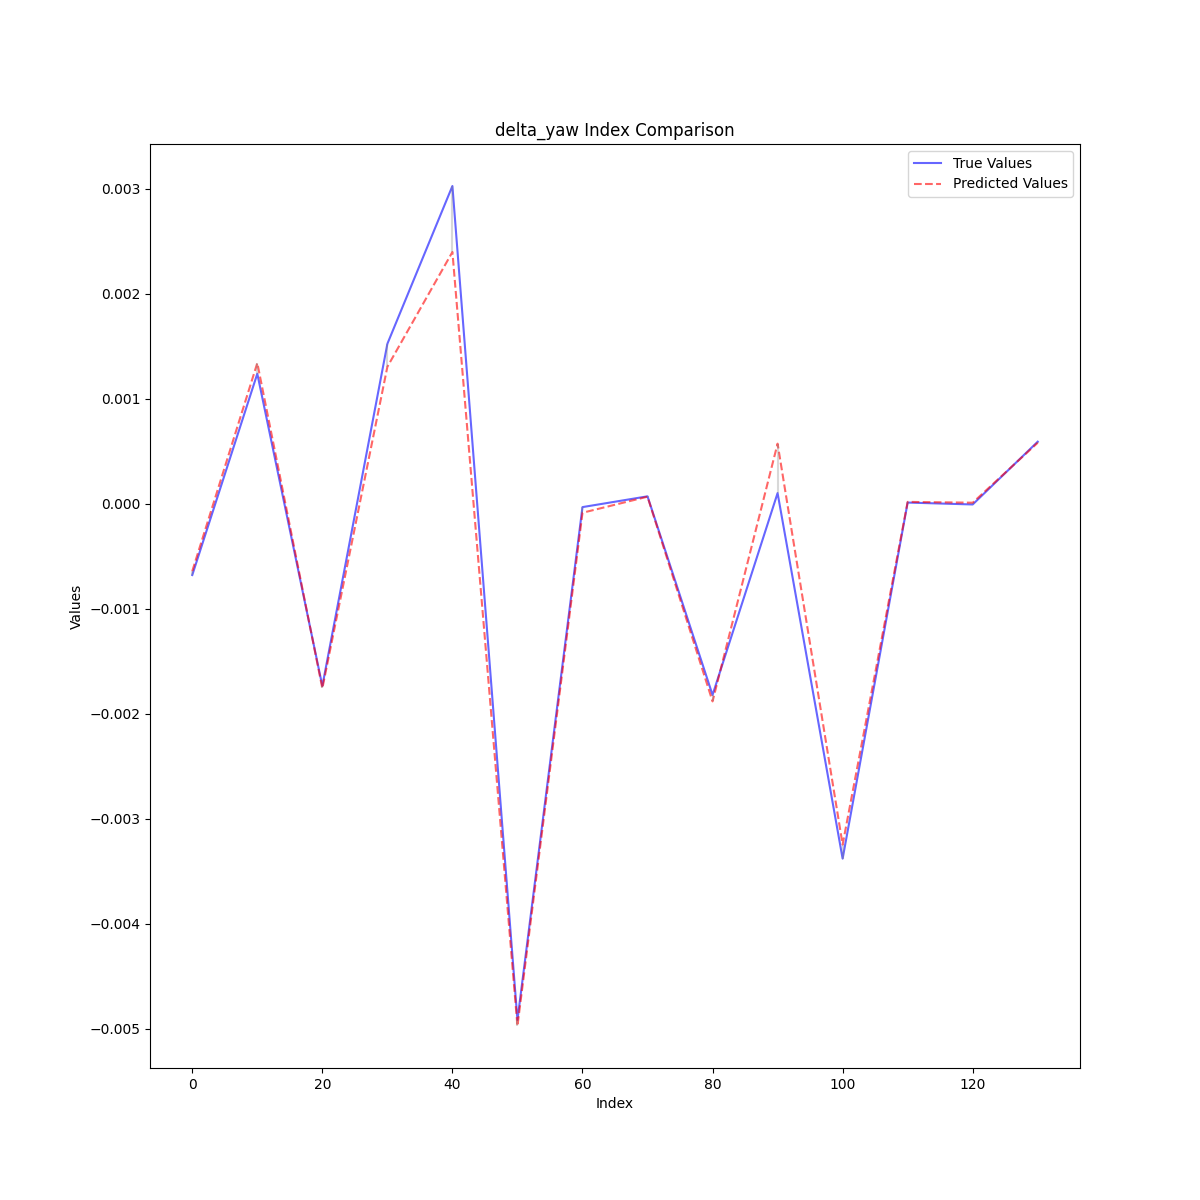 delta_yaw Index Comparison
True Values
Predicted Values
0.003
0.002
0.001
0.000
−0.001
−0.002
−0.003
−0.004
−0.005
Values
0 20 40 60 80 100 120
Index